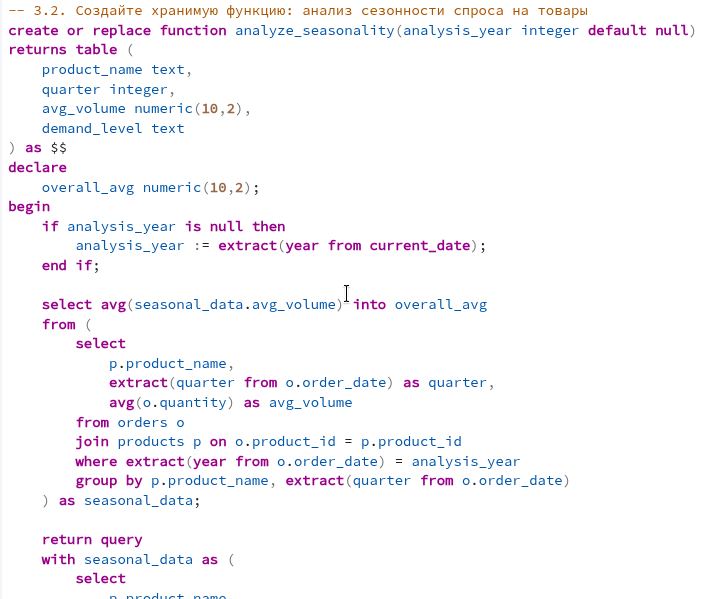 -- 3.2. Создайте хранимую функцию: анализ сезонности спроса на товары
create or replace function analyze_seasonality(analysis_year integer default null)
returns table (
    product_name text,
    quarter integer,
    avg_volume numeric(10,2),
    demand_level text
) as $$
declare
    overall_avg numeric(10,2);
begin
    if analysis_year is null then
        analysis_year := extract(year from current_date);
    end if;

    select avg(seasonal_data.avg_volume) into overall_avg
    from (
        select
            p.product_name,
            extract(quarter from o.order_date) as quarter,
            avg(o.quantity) as avg_volume
        from orders o
        join products p on o.product_id = p.product_id
        where extract(year from o.order_date) = analysis_year
        group by p.product_name, extract(quarter from o.order_date)
    ) as seasonal_data;

    return query
    with seasonal_data as (
        select
            p.product_name